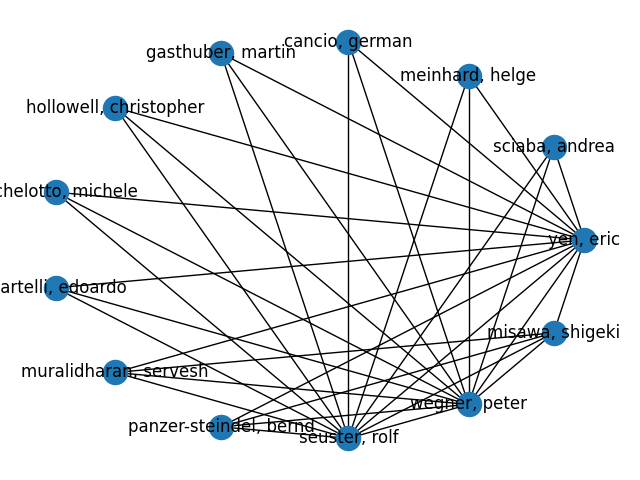 cancio, german
gasthuber, martin
meinhard, helge
hollowell, christopher
sciaba, andrea
chelotto, michele
yen, eric
artelli, edoardo
misawa, shigeki
muralidharan, servesh
wegner, peter
panzer-steindel, bernd
seuster, rolf